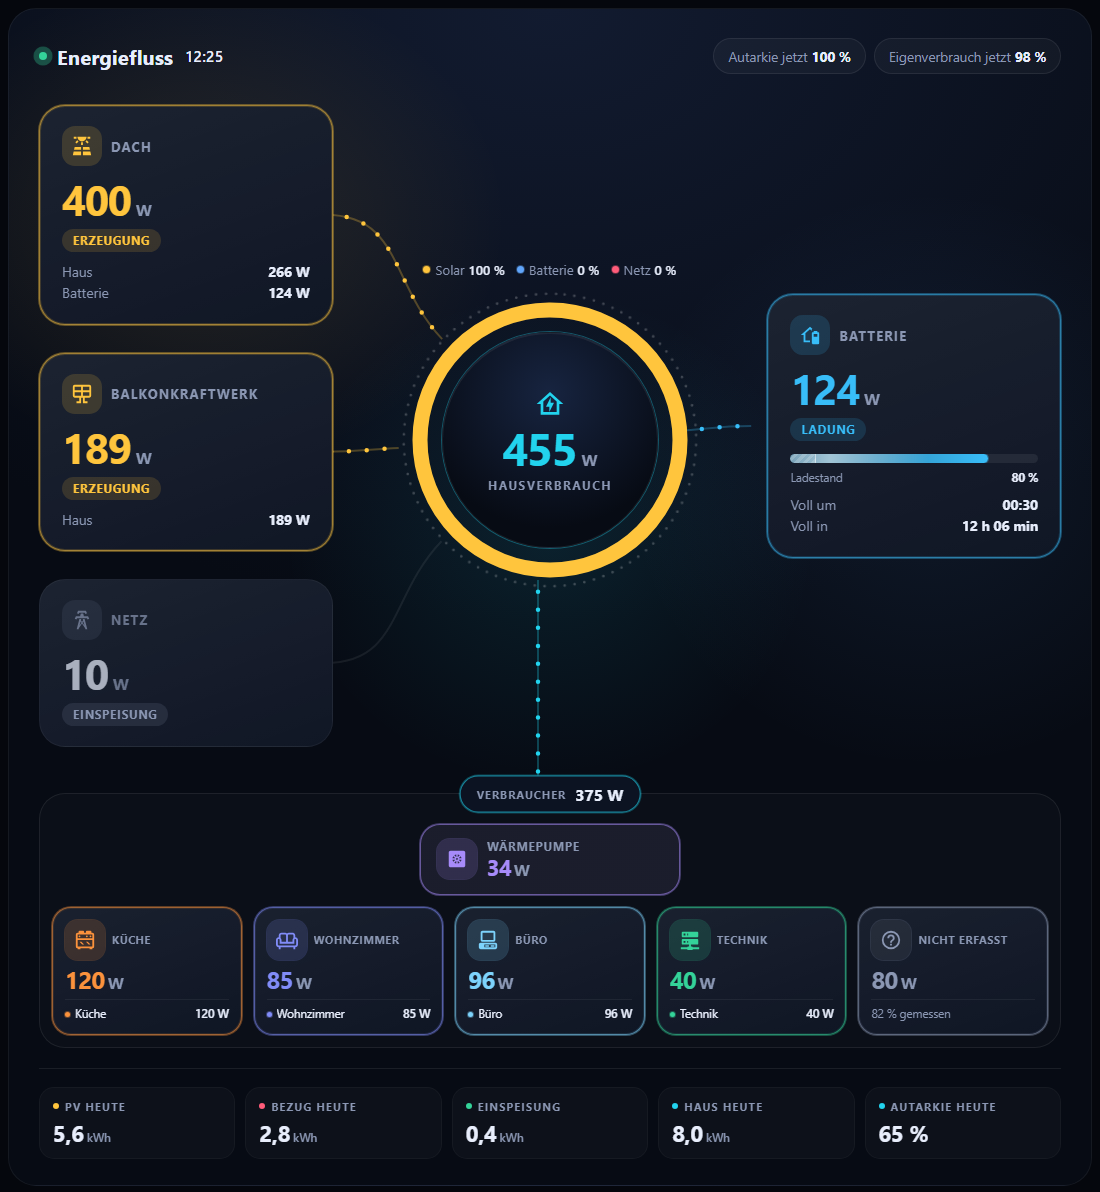 Energiefluss 12:25
Autarkie jetzt 100 %
Eigenverbrauch jetzt 98 %
DACH
400 W
ERZEUGUNG
Haus 266 W
Batterie 124 W
Solar 100 % Batterie 0 % Netz 0 %
BALKONKRAFTWERK
189 W
ERZEUGUNG
Haus 189 W
455 W
HAUSVERBRAUCH
BATTERIE
124 W
LADUNG
Ladestand 80 %
Voll um 00:30
Voll in 12 h 06 min
NETZ
10 W
EINSPEISUNG
VERBRAUCHER 375 W
WÄRMEPUMPE
34 W
KÜCHE
120 W
Küche 120 W
WOHNZIMMER
85 W
Wohnzimmer 85 W
BÜRO
96 W
Büro 96 W
TECHNIK
40 W
Technik 40 W
NICHT ERFASST
80 W
82 % gemessen
PV HEUTE
5,6 kWh
BEZUG HEUTE
2,8 kWh
EINSPEISUNG
0,4 kWh
HAUS HEUTE
8,0 kWh
AUTARKIE HEUTE
65 %